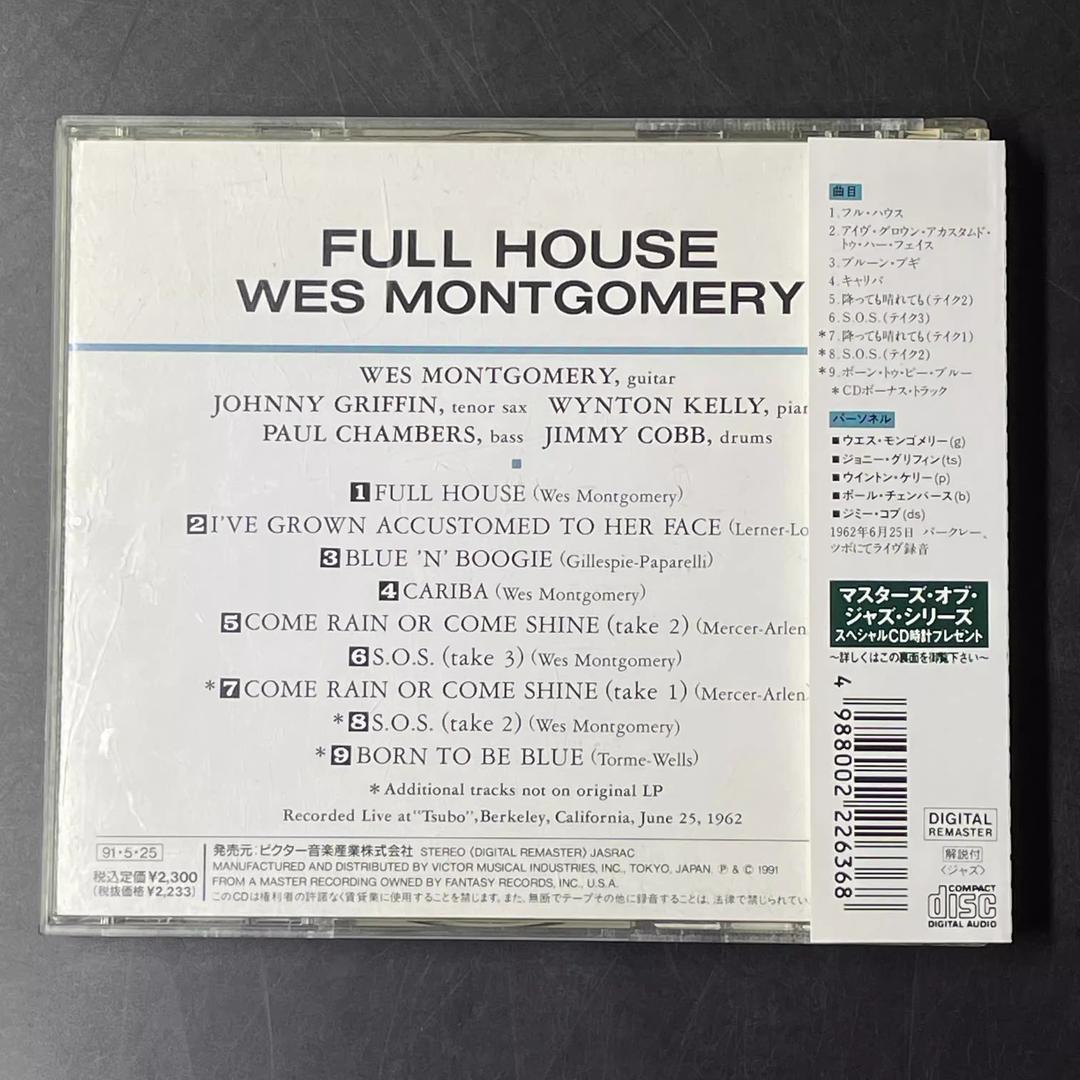 FULL HOUSE
WES MONTGOMERY
WES MONTGOMERY, guitar
JOHNNY GRIFFIN, tenor sax WYNTON KELLY, pian
PAUL CHAMBERS, bass JIMMY COBB, drums
1 FULL HOUSE (Wes Montgomery)
2 I'VE GROWN ACCUSTOMED TO HER FACE (Lerner-Lo
3 BLUE 'N' BOOGIE (Gillespie-Paparelli)
4 CARIBA (Wes Montgomery)
5 COME RAIN OR COME SHINE (take 2) (Mercer-Arlen
6 S.O.S. (take 3) (Wes Montgomery)
*7 COME RAIN OR COME SHINE (take 1) (Mercer-Arlen)
*8 S.O.S. (take 2) (Wes Montgomery)
*9 BORN TO BE BLUE (Torme-Wells)
*Additional tracks not on original LP
Recorded Live at "Tsubo", Berkeley, California, June 25, 1962
91・5・25
税込定価¥2,300
(税抜価格¥2,233)
発売元:ビクター音楽産業株式会社 STEREO〈DIGITAL REMASTER〉JASRAC
MANUFACTURED AND DISTRIBUTED BY VICTOR MUSICAL INDUSTRIES, INC., TOKYO, JAPAN. Ⓟ & © 1991
FROM A MASTER RECORDING OWNED BY FANTASY RECORDS, INC., U.S.A.
このCDは権利者の許諾なく賃貸業に使用することを禁じます。また、無断でテープその他に録音することは、法律で禁じられてい
曲目
1.フル・ハウス
2.アイヴ・グロウン・アカスタムド・
トゥ・ハー・フェイス
3.ブルーン・ブギ
4.キャリバ
5.降っても晴れても(テイク2)
6.S.O.S.(テイク3)
*7.降っても晴れても(テイク1)
*8.S.O.S.(テイク2)
*9.ボーン・トゥ・ビー・ブルー
*CDボーナス・トラック
パーソネル
■ウエス・モンゴメリー(g)
■ジョニー・グリフィン(ts)
■ウイントン・ケリー(p)
■ポール・チェンバース(b)
■ジミー・コブ(ds)
1962年6月25日 バークレー、
ツボにてライヴ録音
マスターズ・オブ・
ジャズ・シリーズ
スペシャルCD時計プレゼント
〜詳しくはこの裏面を御覧下さい〜
4 988002 226368
DIGITAL
REMASTER
解説付
〈ジャズ〉
COMPACT
disc
DIGITAL AUDIO